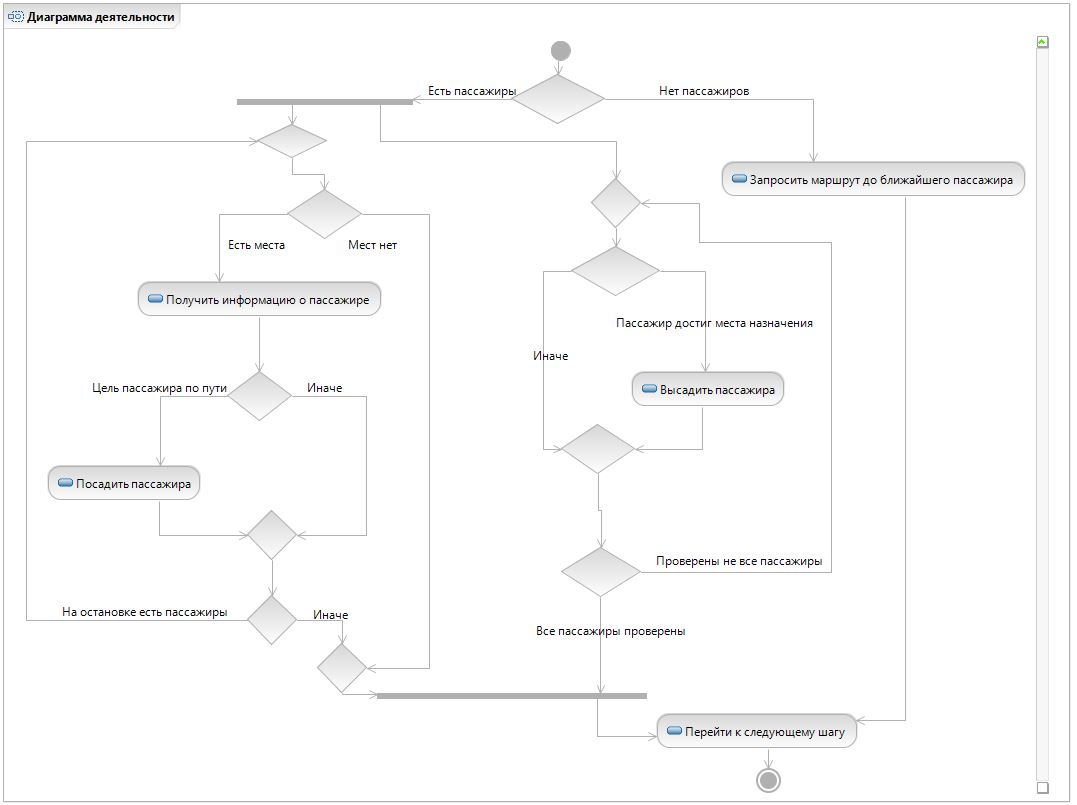 Диаграмма деятельности
Есть пассажиры
Нет пассажиров
Запросить маршрут до ближайшего пассажира
Есть места
Мест нет
Получить информацию о пассажире
Пассажир достиг места назначения
Иначе
Цель пассажира по пути
Иначе
Высадить пассажира
Посадить пассажира
Проверены не все пассажиры
На остановке есть пассажиры
Иначе
Все пассажиры проверены
Перейти к следующему шагу